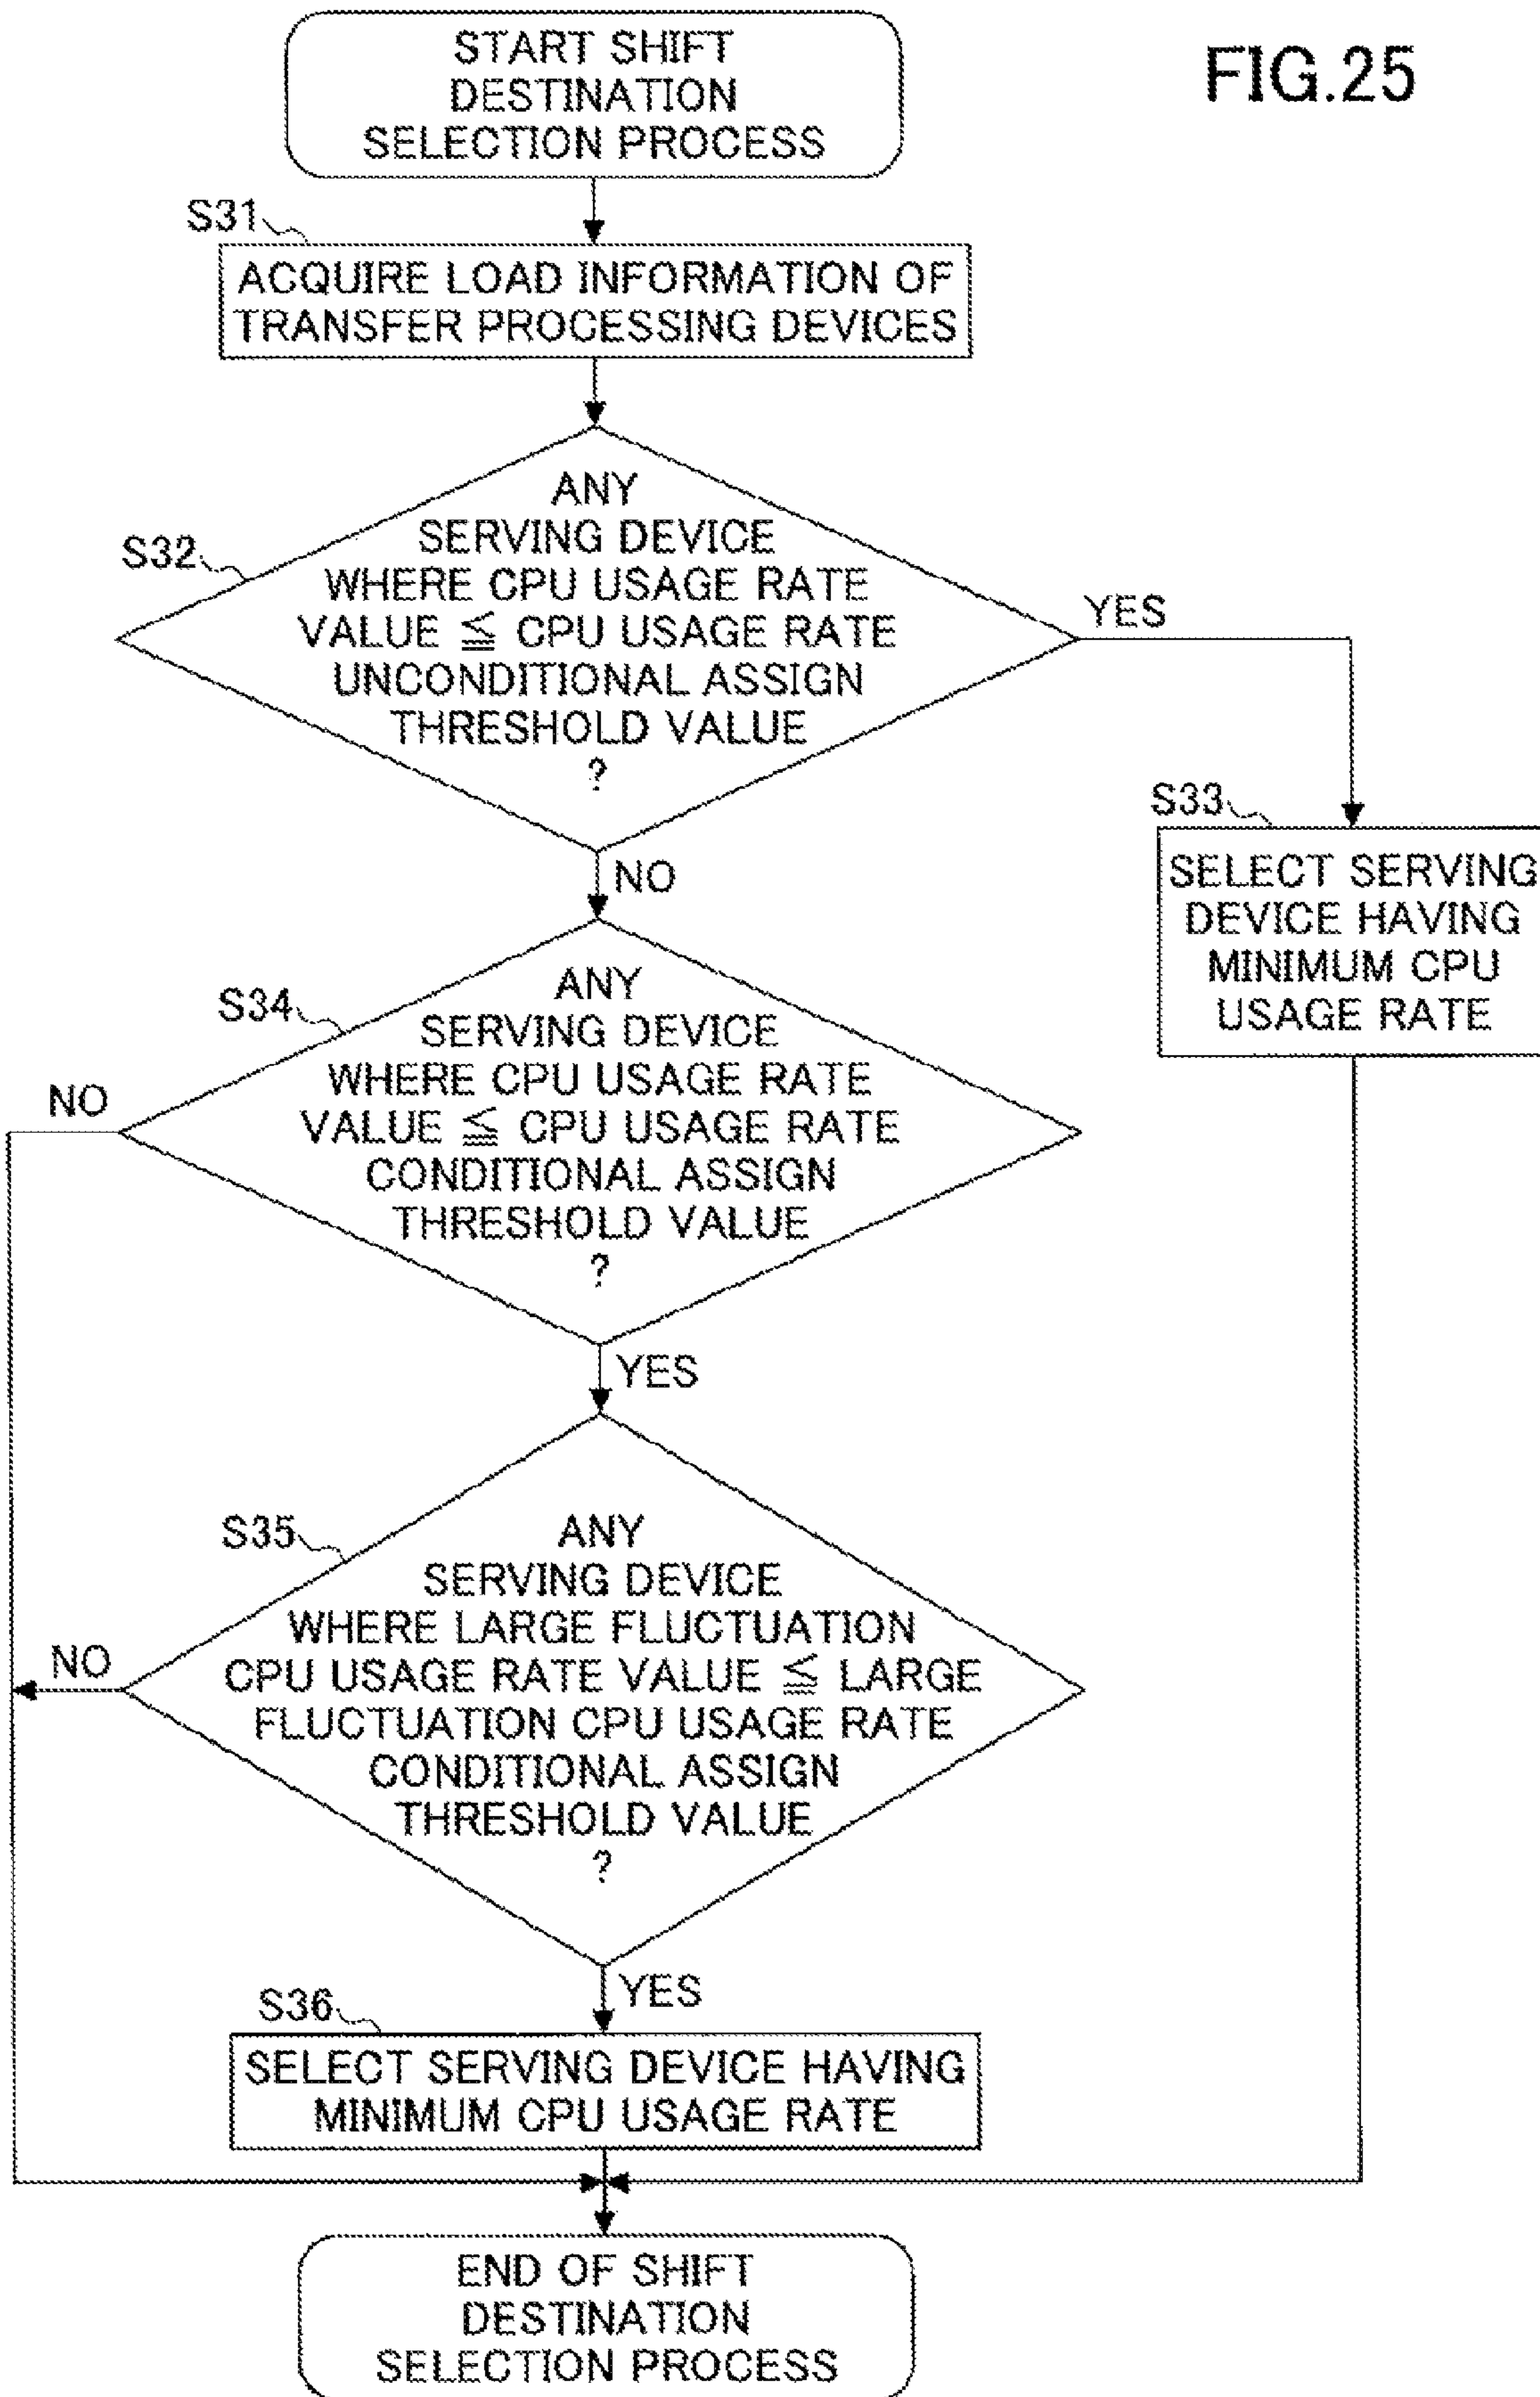 FIG.25
START SHIFT
DESTINATION
SELECTION PROCESS
S31
ACQUIRE LOAD INFORMATION OF
TRANSFER PROCESSING DEVICES
S32
ANY
SERVING DEVICE
WHERE CPU USAGE RATE
VALUE ≦ CPU USAGE RATE
UNCONDITIONAL ASSIGN
THRESHOLD VALUE
?
YES
S33
SELECT SERVING
DEVICE HAVING
MINIMUM CPU
USAGE RATE
NO
S34
ANY
SERVING DEVICE
WHERE CPU USAGE RATE
VALUE ≦ CPU USAGE RATE
CONDITIONAL ASSIGN
THRESHOLD VALUE
?
NO
YES
S35
ANY
SERVING DEVICE
WHERE LARGE FLUCTUATION
CPU USAGE RATE VALUE ≦ LARGE
FLUCTUATION CPU USAGE RATE
CONDITIONAL ASSIGN
THRESHOLD VALUE
?
NO
YES
S36
SELECT SERVING DEVICE HAVING
MINIMUM CPU USAGE RATE
END OF SHIFT
DESTINATION
SELECTION PROCESS